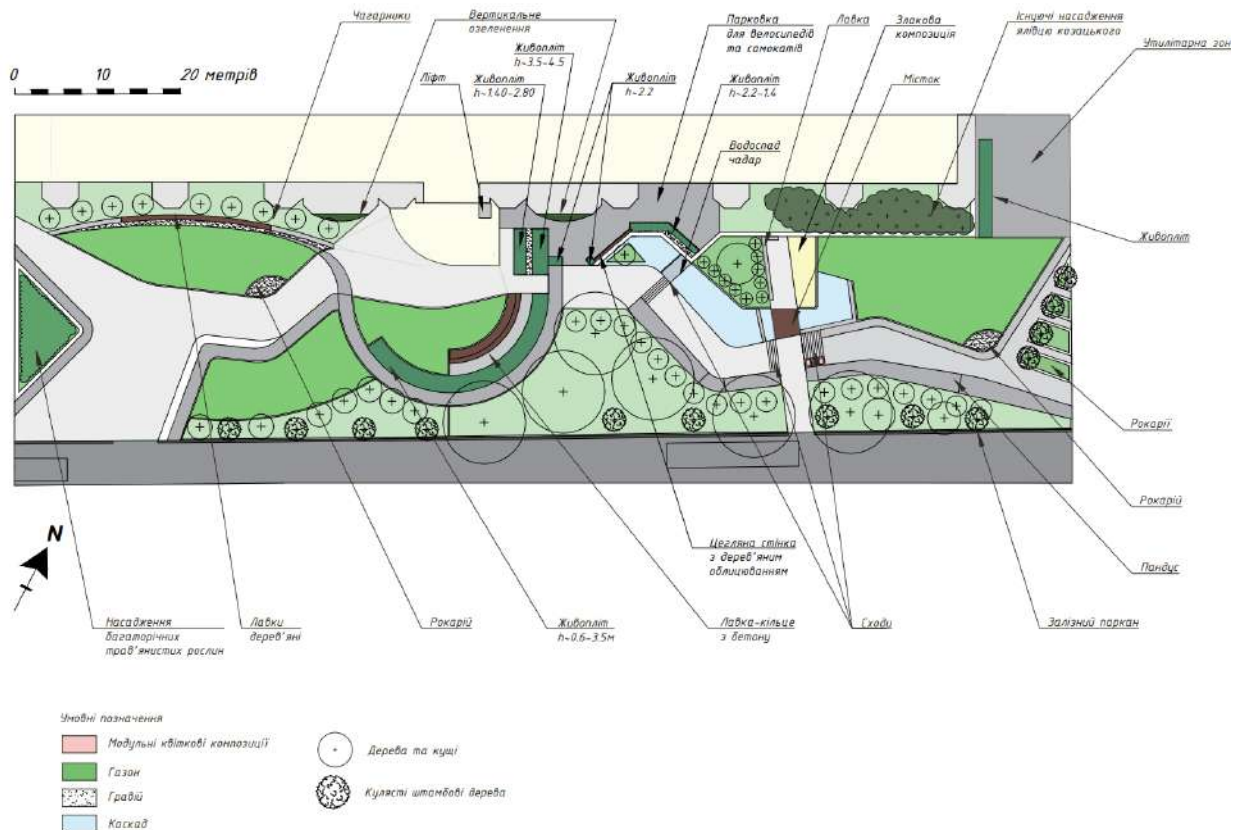 Чагарники
Вертикальне
озеленення
Парковка
для велосипедів
та самокатів
Лавка
Злакова
композиція
Існуючі насадження
ялівцю козацького
Утилітарна зон
Живопліт
h~3.5-4.5
0 10 20 метрів
Ліфт
Живопліт
h~1.40-2.80
Живопліт
h~2.2
Живопліт
h~2.2-1.4
Місток
Водоспад
чадар
Живопліт
Рокарії
Рокарій
Пандус
Цегляна стінка
з дерев'яним
облицюванням
N
Насадження
багаторічних
трав'янистих рослин
Лавки
дерев'яні
Рокарій
Живопліт
h~0.6-3.5м
Лавка-кільце
з бетону
Сходи
Залізний паркан
Умовні позначення
Модульні квіткові композиції
Газон
Гравій
Каскад
Дерева та кущі
Кулясті штамбові дерева